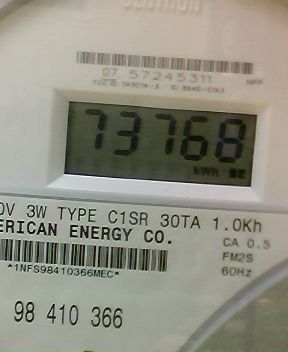 CENTRON
07 57245311
73768
kWh
0V 3W TYPE C1SR 30TA 1.0Kh
ERICAN ENERGY CO.
CA 0.5
FM2S
60Hz
*1NFS98410366MEC*
98 410 366